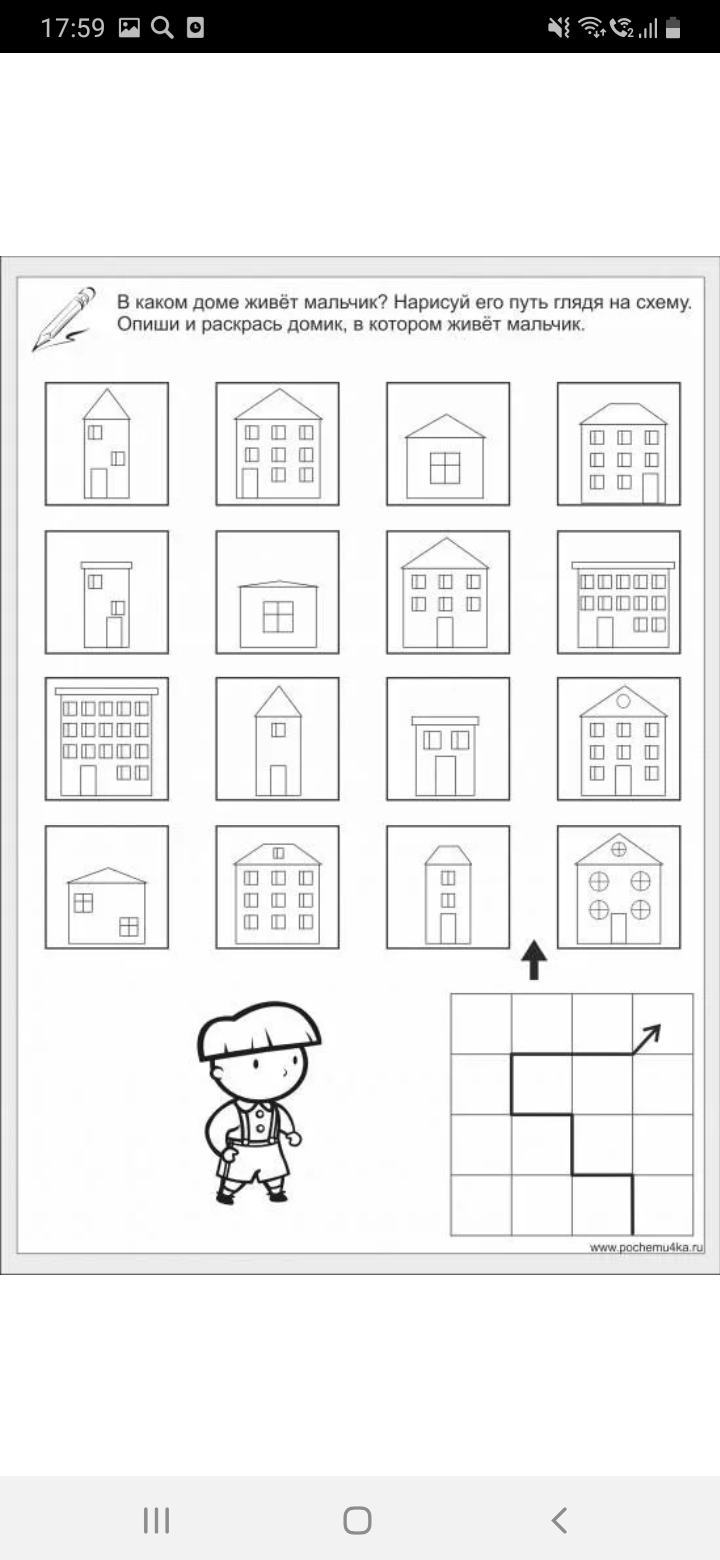 17:59
2
В каком доме живёт мальчик? Нарисуй его путь глядя на схему.
Опиши и раскрась домик, в котором живёт мальчик.
www.pochemu4ka.ru